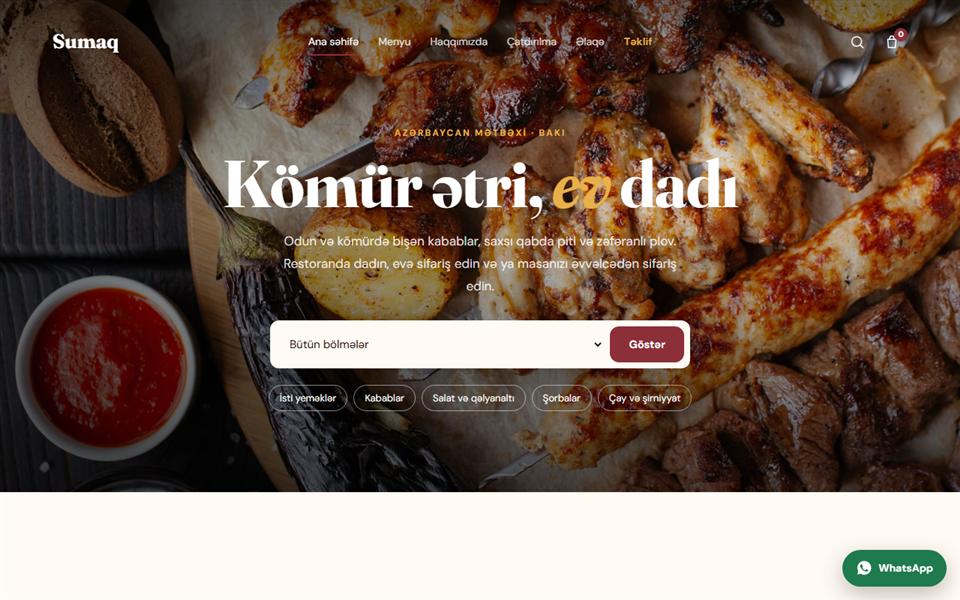 Sumaq
Ana səhifə
Menyu
Haqqımızda
Çatdırılma
Əlaqə
Təklif
0
AZƏRBAYCAN MƏTBƏXİ · BAKI
Kömür ətri, ev dadı
Odun və kömürdə bişən kabablar, saxsı qabda piti və zəfəranlı plov.
Restoranda dadın, evə sifariş edin və ya masanızı əvvəlcədən sifariş
edin.
Bütün bölmələr
Göstər
İsti yeməklər
Kabablar
Salat və qəlyanaltı
Şorbalar
Çay və şirniyyat
WhatsApp